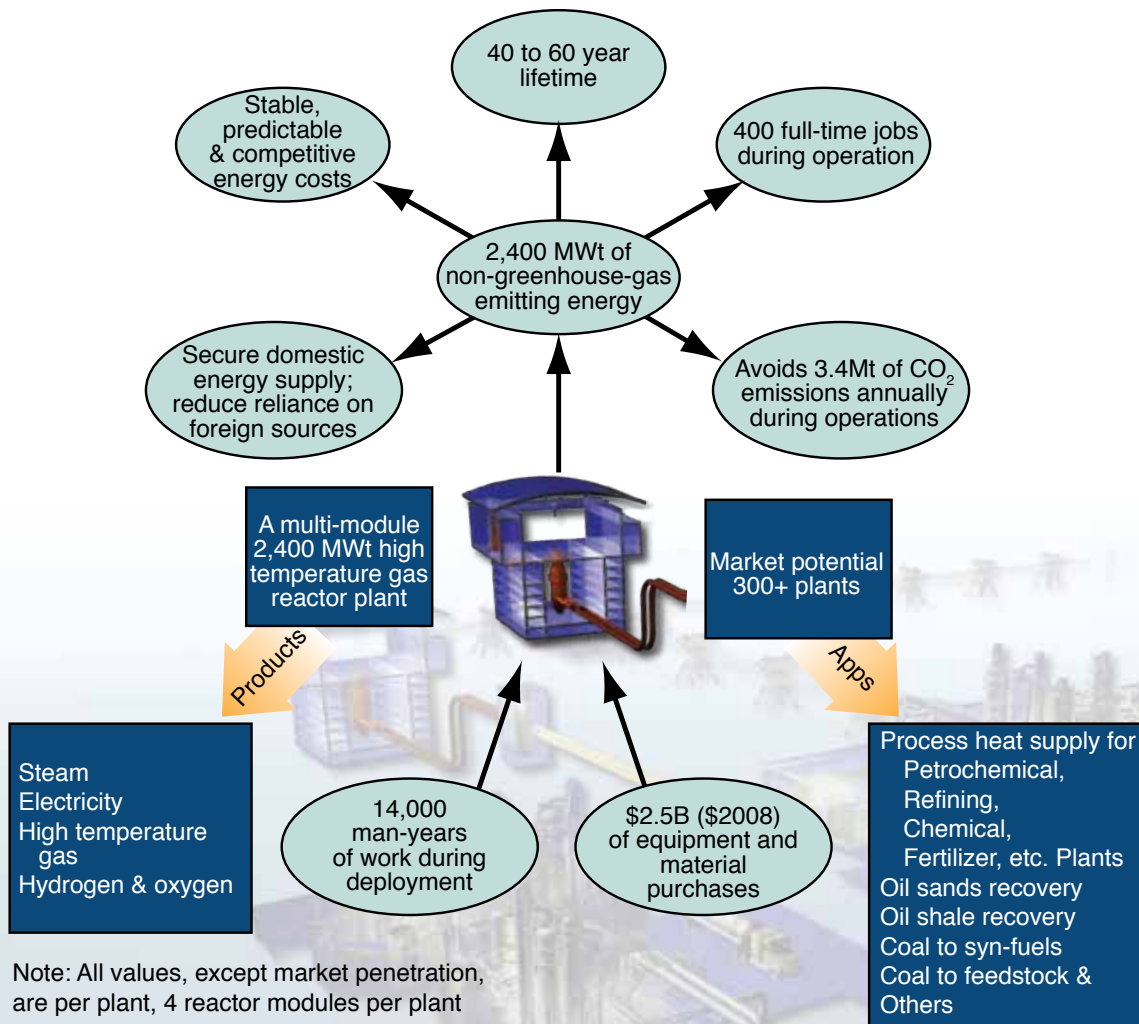 40 to 60 year
lifetime
Stable,
predictable
& competitive
energy costs
400 full-time jobs
during operation
2,400 MWt of
non-greenhouse-gas
emitting energy
Secure domestic
energy supply;
reduce reliance on
foreign sources
Avoids 3.4Mt of CO2
emissions annually
during operations
A multi-module
2,400 MWt high
temperature gas
reactor plant
Market potential
300+ plants
Products
Apps
Steam
Electricity
High temperature
gas
Hydrogen & oxygen
14,000
man-years
of work during
deployment
$2.5B ($2008)
of equipment and
material
purchases
Process heat supply for
Petrochemical,
Refining,
Chemical,
Fertilizer, etc. Plants
Oil sands recovery
Oil shale recovery
Coal to syn-fuels
Coal to feedstock &
Others
Note: All values, except market penetration,
are per plant, 4 reactor modules per plant